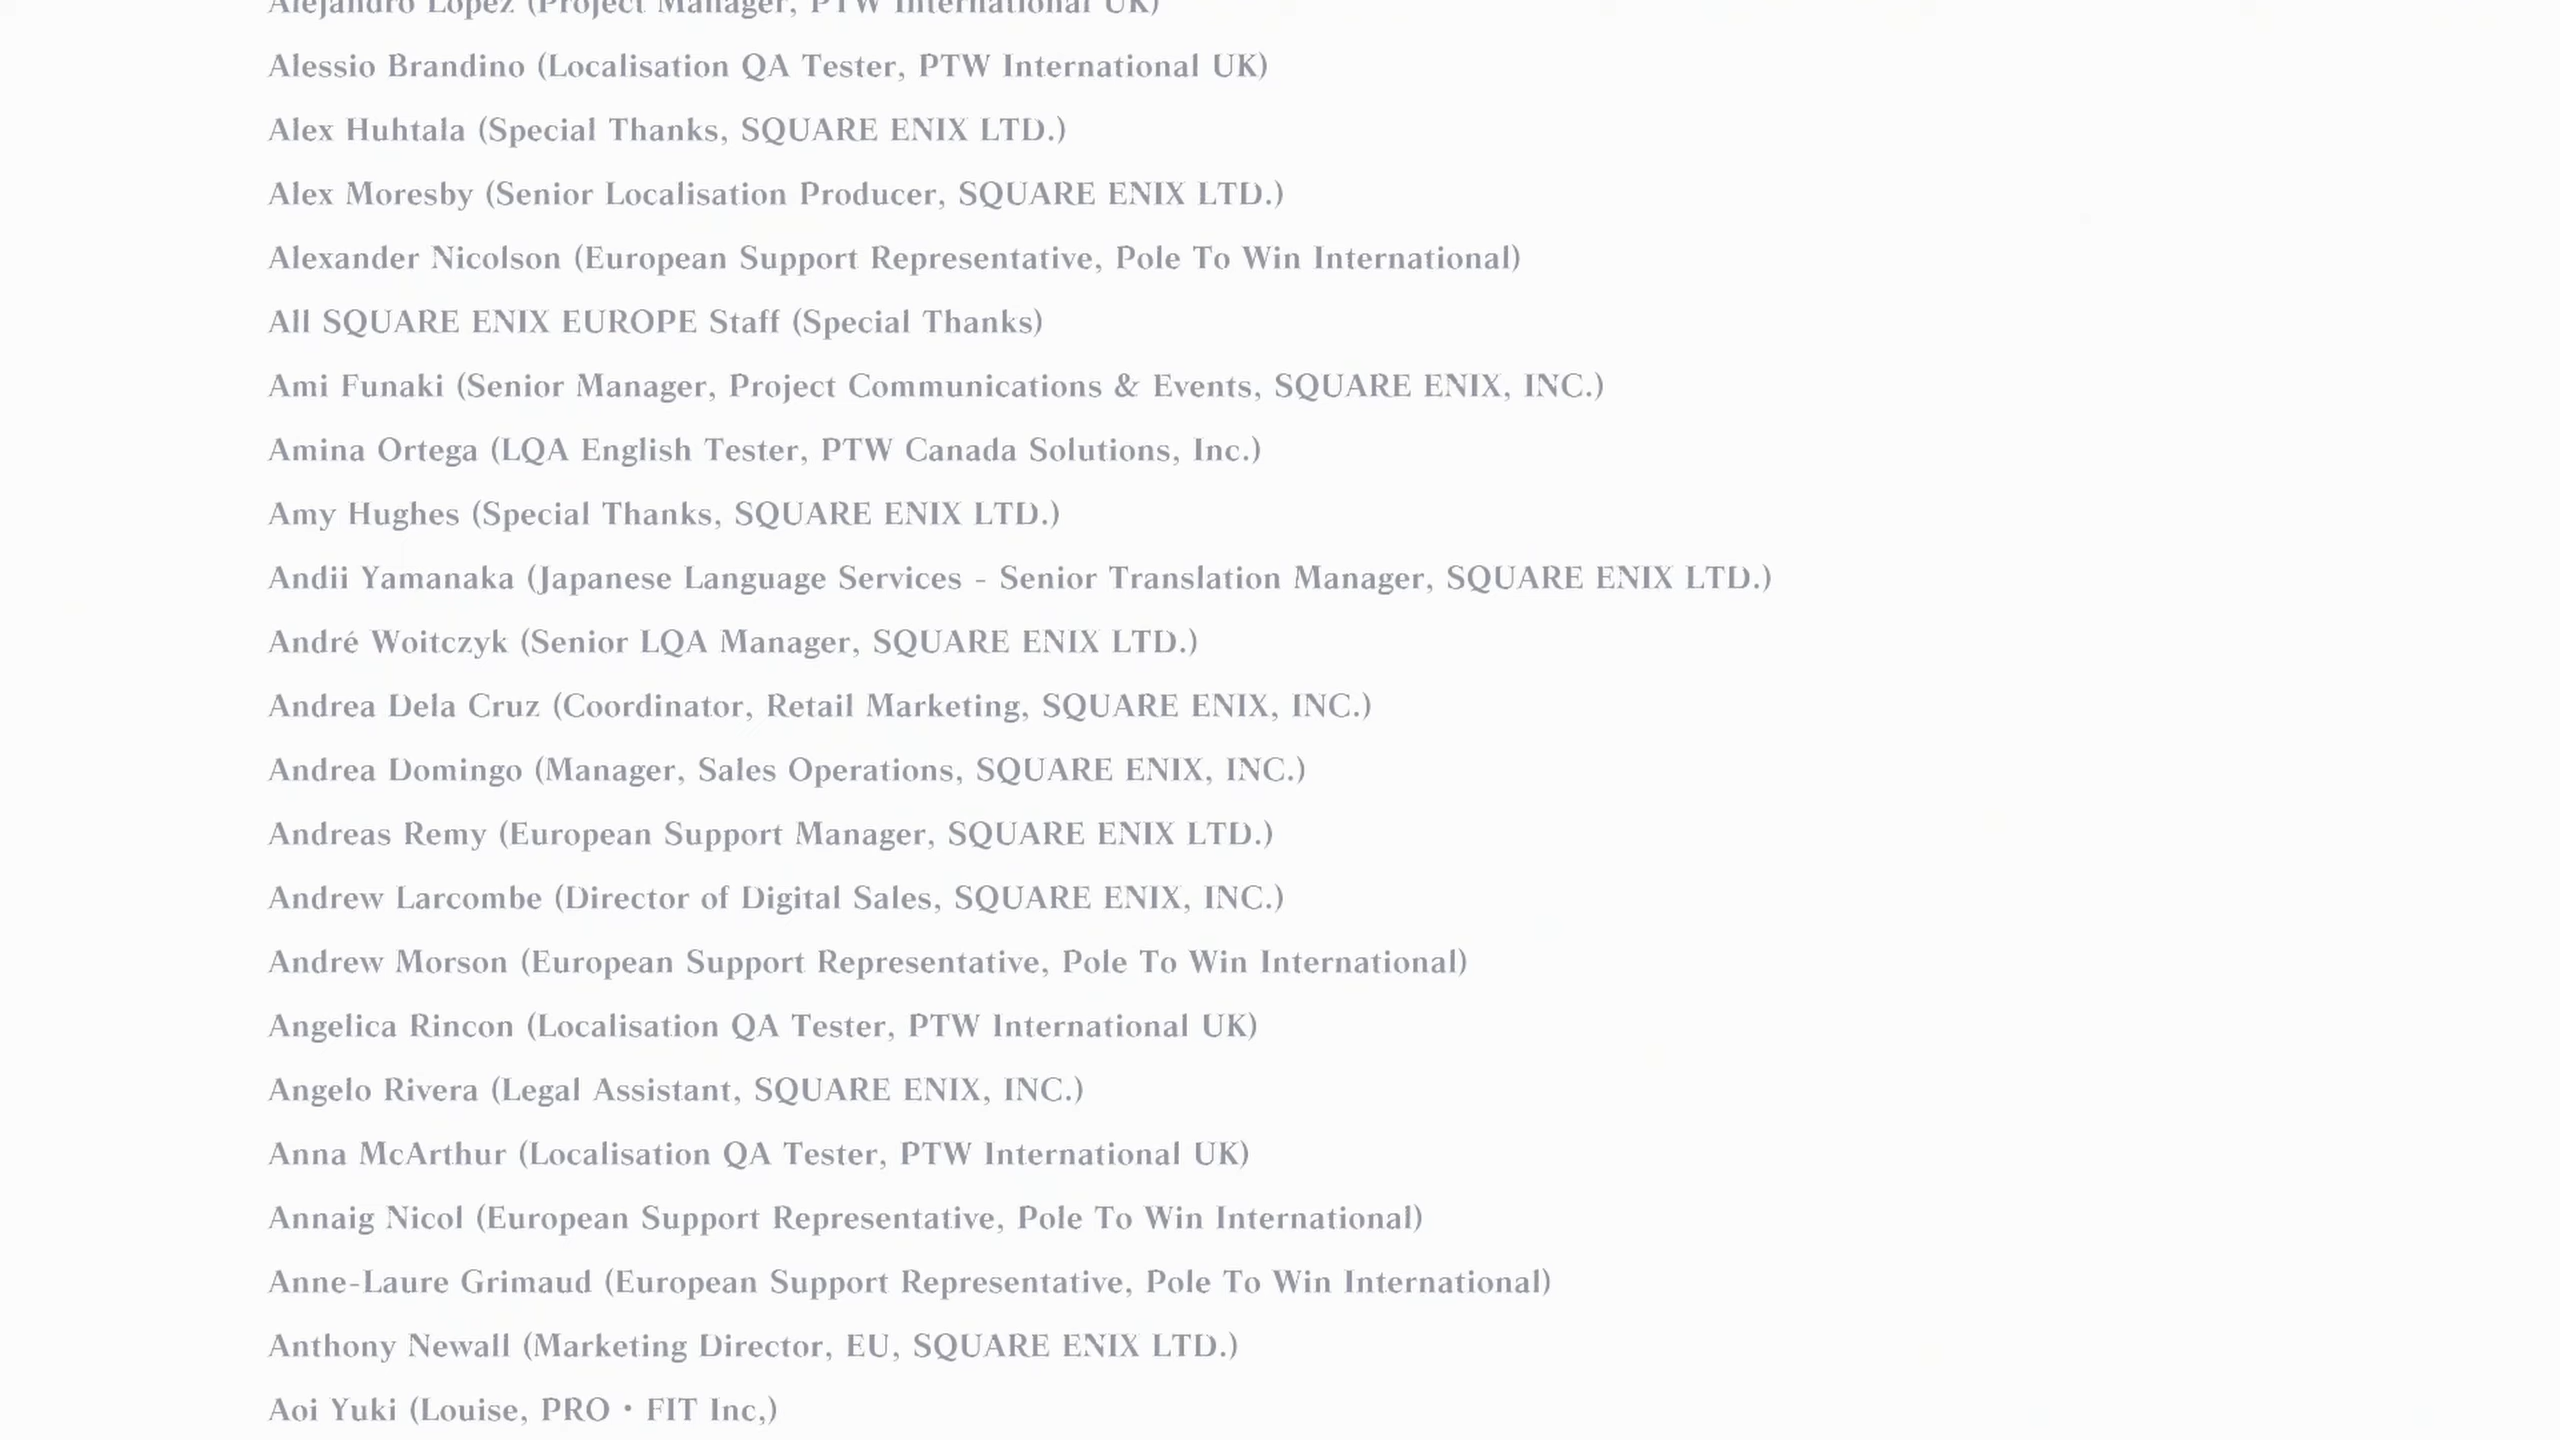 Alejandro Lopez (Project Manager, PTW International UK)
Alessio Brandino (Localisation QA Tester, PTW International UK)
Alex Huhtala (Special Thanks, SQUARE ENIX LTD.)
Alex Moresby (Senior Localisation Producer, SQUARE ENIX LTD.)
Alexander Nicolson (European Support Representative, Pole To Win International)
All SQUARE ENIX EUROPE Staff (Special Thanks)
Ami Funaki (Senior Manager, Project Communications & Events, SQUARE ENIX, INC.)
Amina Ortega (LQA English Tester, PTW Canada Solutions, Inc.)
Amy Hughes (Special Thanks, SQUARE ENIX LTD.)
Andii Yamanaka (Japanese Language Services - Senior Translation Manager, SQUARE ENIX LTD.)
André Woitczyk (Senior LQA Manager, SQUARE ENIX LTD.)
Andrea Dela Cruz (Coordinator, Retail Marketing, SQUARE ENIX, INC.)
Andrea Domingo (Manager, Sales Operations, SQUARE ENIX, INC.)
Andreas Remy (European Support Manager, SQUARE ENIX LTD.)
Andrew Larcombe (Director of Digital Sales, SQUARE ENIX, INC.)
Andrew Morson (European Support Representative, Pole To Win International)
Angelica Rincon (Localisation QA Tester, PTW International UK)
Angelo Rivera (Legal Assistant, SQUARE ENIX, INC.)
Anna McArthur (Localisation QA Tester, PTW International UK)
Annaig Nicol (European Support Representative, Pole To Win International)
Anne-Laure Grimaud (European Support Representative, Pole To Win International)
Anthony Newall (Marketing Director, EU, SQUARE ENIX LTD.)
Aoi Yuki (Louise, PRO・FIT Inc,)